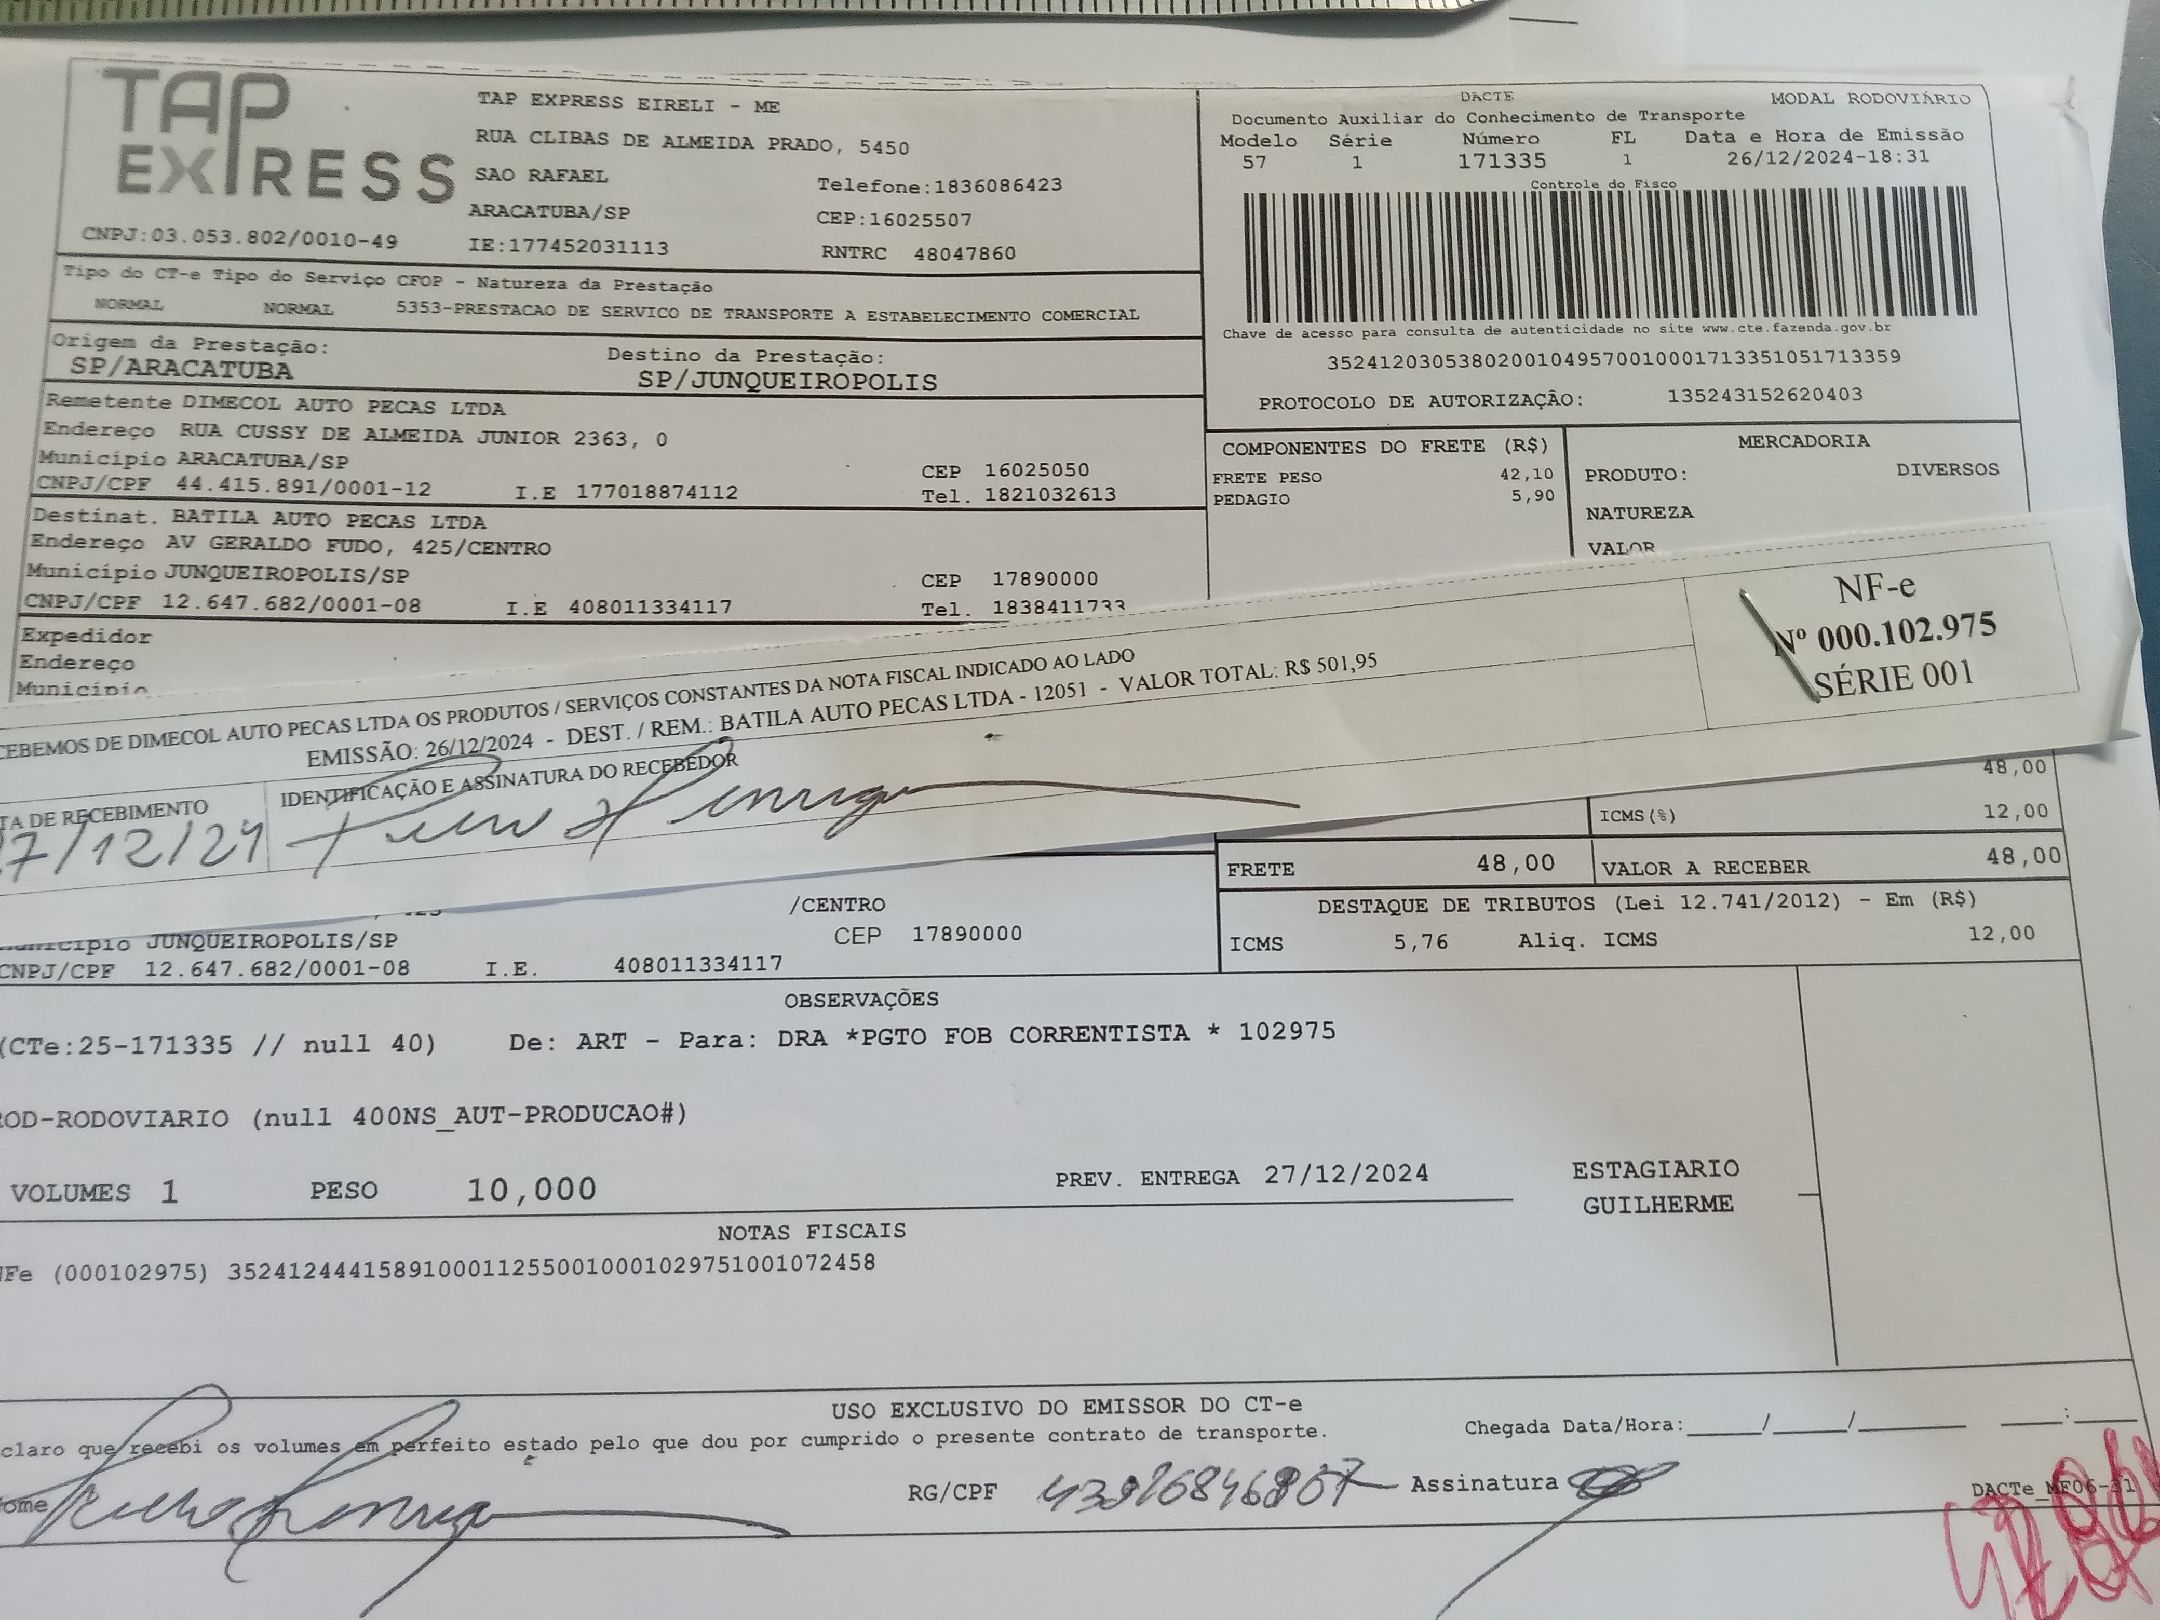 TAP EXPRESS
TAP EXPRESS EIRELI - ME
RUA CLIBAS DE ALMEIDA PRADO, 5450
SAO RAFAEL
Telefone:1836086423
ARACATUBA/SP
CEP:16025507
CNPJ:03.053.802/0010-49
IE:177452031113
RNTRC 48047860
DACTE
MODAL RODOVIÁRIO
Documento Auxiliar do Conhecimento de Transporte
Modelo Série Número FL Data e Hora de Emissão
57 1 171335 1 26/12/2024-18:31
Controle do Fisco
Chave de acesso para consulta de autenticidade no site www.cte.fazenda.gov.br
35241203053802001049570010001713351051713359
PROTOCOLO DE AUTORIZAÇÃO: 135243152620403
Tipo do CT-e Tipo do Serviço CFOP - Natureza da Prestação
NORMAL NORMAL 5353-PRESTACAO DE SERVICO DE TRANSPORTE A ESTABELECIMENTO COMERCIAL
Origem da Prestação: Destino da Prestação:
SP/ARACATUBA SP/JUNQUEIROPOLIS
Remetente DIMECOL AUTO PECAS LTDA
Endereço RUA CUSSY DE ALMEIDA JUNIOR 2363, 0
Município ARACATUBA/SP CEP 16025050
CNPJ/CPF 44.415.891/0001-12 I.E 177018874112 Tel. 1821032613
Destinat. BATILA AUTO PECAS LTDA
Endereço AV GERALDO FUDO, 425/CENTRO
Município JUNQUEIROPOLIS/SP CEP 17890000
CNPJ/CPF 12.647.682/0001-08 I.E 408011334117 Tel. 1838411733
Expedidor
Endereço
Município
COMPONENTES DO FRETE (R$)
FRETE PESO 42,10
PEDAGIO 5,90
MERCADORIA
PRODUTO: DIVERSOS
NATUREZA
VALOR
CEBEMOS DE DIMECOL AUTO PECAS LTDA OS PRODUTOS / SERVIÇOS CONSTANTES DA NOTA FISCAL INDICADO AO LADO
EMISSÃO: 26/12/2024 - DEST. / REM.: BATILA AUTO PECAS LTDA - 12051 - VALOR TOTAL: R$ 501,95
TA DE RECEBIMENTO IDENTIFICAÇÃO E ASSINATURA DO RECEBEDOR
7/12/24
NF-e
Nº 000.102.975
SÉRIE 001
48,00
ICMS(%) 12,00
FRETE 48,00 VALOR A RECEBER 48,00
DESTAQUE DE TRIBUTOS (Lei 12.741/2012) - Em (R$)
ICMS 5,76 Aliq. ICMS 12,00
/CENTRO
Município JUNQUEIROPOLIS/SP CEP 17890000
CNPJ/CPF 12.647.682/0001-08 I.E. 408011334117
OBSERVAÇÕES
(CTe:25-171335 // null 40) De: ART - Para: DRA *PGTO FOB CORRENTISTA * 102975
ROD-RODOVIARIO (null 400NS_AUT-PRODUCAO#)
VOLUMES 1 PESO 10,000 PREV. ENTREGA 27/12/2024
ESTAGIARIO
GUILHERME
NOTAS FISCAIS
NFe (000102975) 35241244415891000112550010001029751001072458
USO EXCLUSIVO DO EMISSOR DO CT-e
claro que recebi os volumes em perfeito estado pelo que dou por cumprido o presente contrato de transporte.
Chegada Data/Hora:____/____/______ ___:___
ome RG/CPF Assinatura
DACTe_MF06-31